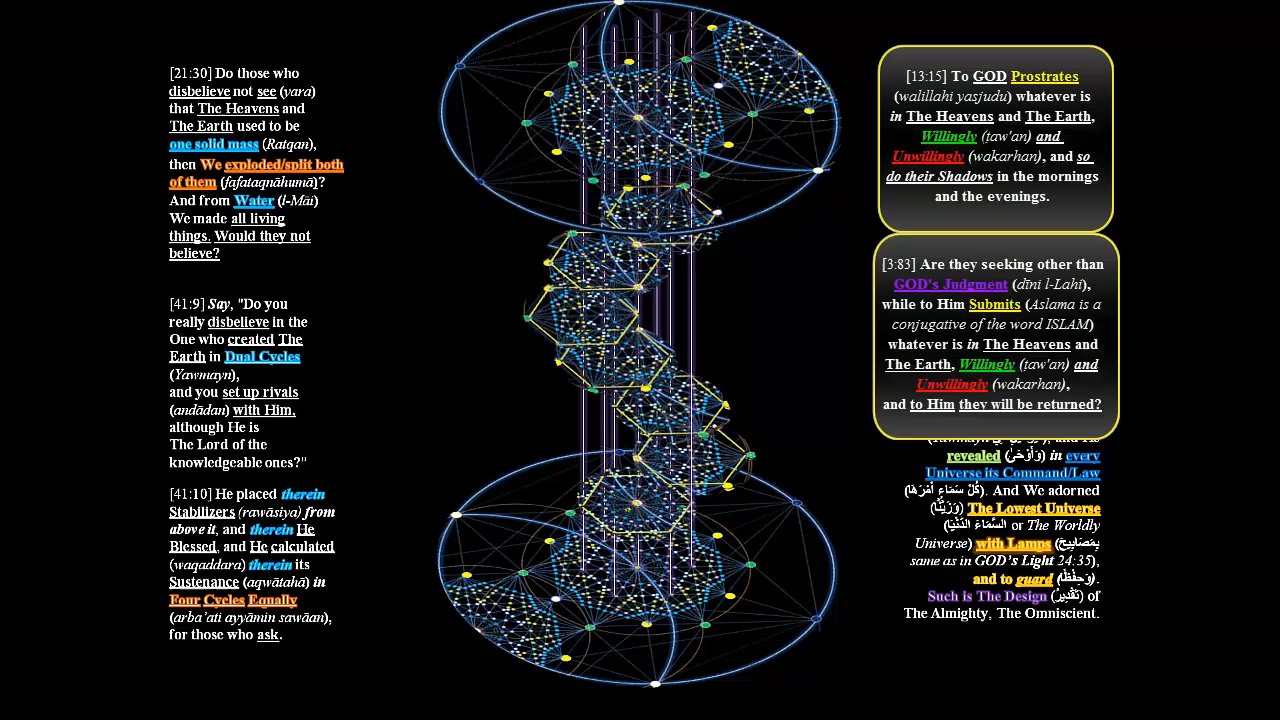 [21:30] Do those who
disbelieve not see (yara)
that The Heavens and
The Earth used to be
one solid mass (Ratqan),
then We exploded/split both
of them (fafataqnāhumā)?
And from Water (l-Māi)
We made all living
things. Would they not
believe?
[41:9] Say, "Do you
really disbelieve in the
One who created The
Earth in Dual Cycles
(Yawmayn),
and you set up rivals
(andādan) with Him,
although He is
The Lord of the
knowledgeable ones?"
[41:10] He placed therein
Stabilizers (rawāsiya) from
above it, and therein He
Blessed, and He calculated
(waqaddara) therein its
Sustenance (aqwātahā) in
Four Cycles Equally
(arba'ati ayyāmin sawāan),
for those who ask.
[13:15] To GOD Prostrates
(walillahi yasjudu) whatever is
in The Heavens and The Earth,
Willingly (ṭaw'an) and
Unwillingly (wakarhan), and so
do their Shadows in the mornings
and the evenings.
[3:83] Are they seeking other than
GOD's Judgment (dīni l-Lahi),
while to Him Submits (Aslama is a
conjugative of the word ISLAM)
whatever is in The Heavens and
The Earth, Willingly (ṭaw'an) and
Unwillingly (wakarhan),
and to Him they will be returned?
revealed (وَأَوْحَىٰ) in every
Universe its Command/Law
(كُلِّ سَمَاءٍ أَمْرَهَا). And We adorned
(وَزَيَّنَّا) The Lowest Universe
(السَّمَاءَ الدُّنْيَا or The Worldly
Universe) with Lamps (بِمَصَابِيحَ
same as in GOD's Light 24:35),
and to guard (وَحِفْظًا).
Such is The Design (تَقْدِيرُ) of
The Almighty, The Omniscient.